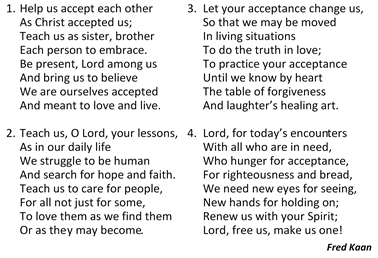 1. Help us accept each other
As Christ accepted us;
Teach us as sister, brother
Each person to embrace.
Be present, Lord among us
And bring us to believe
We are ourselves accepted
And meant to love and live.
2. Teach us, O Lord, your lessons,
As in our daily life
We struggle to be human
And search for hope and faith.
Teach us to care for people,
For all not just for some,
To love them as we find them
Or as they may become.
3. Let your acceptance change us,
So that we may be moved
In living situations
To do the truth in love;
To practice your acceptance
Until we know by heart
The table of forgiveness
And laughter's healing art.
4. Lord, for today's encounters
With all who are in need,
Who hunger for acceptance,
For righteousness and bread,
We need new eyes for seeing,
New hands for holding on;
Renew us with your Spirit;
Lord, free us, make us one!
Fred Kaan